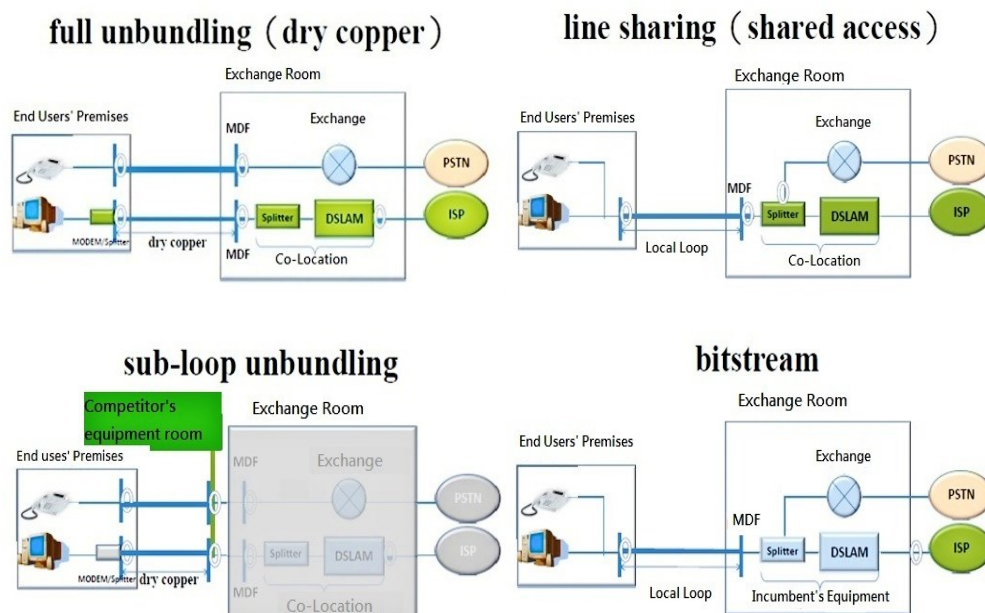 full unbundling (dry copper)
Exchange Room
End Users' Premises
MDF
Exchange
PSTN
Splitter
DSLAM
ISP
MODEM/Splitter
dry copper
MDF
Co-Location
line sharing (shared access)
Exchange Room
End Users' Premises
Exchange
PSTN
MDF
Splitter
DSLAM
ISP
Local Loop
Co-Location
sub-loop unbundling
Competitor's
equipment room
Exchange Room
End uses' Premises
MDF
Exchange
PSTN
MDF
Splitter
DSLAM
ISP
MODEM/Splitter
dry copper
Co-Location
bitstream
Exchange Room
End Users' Premises
Exchange
PSTN
MDF
Splitter
DSLAM
ISP
Local Loop
Incumbent's Equipment